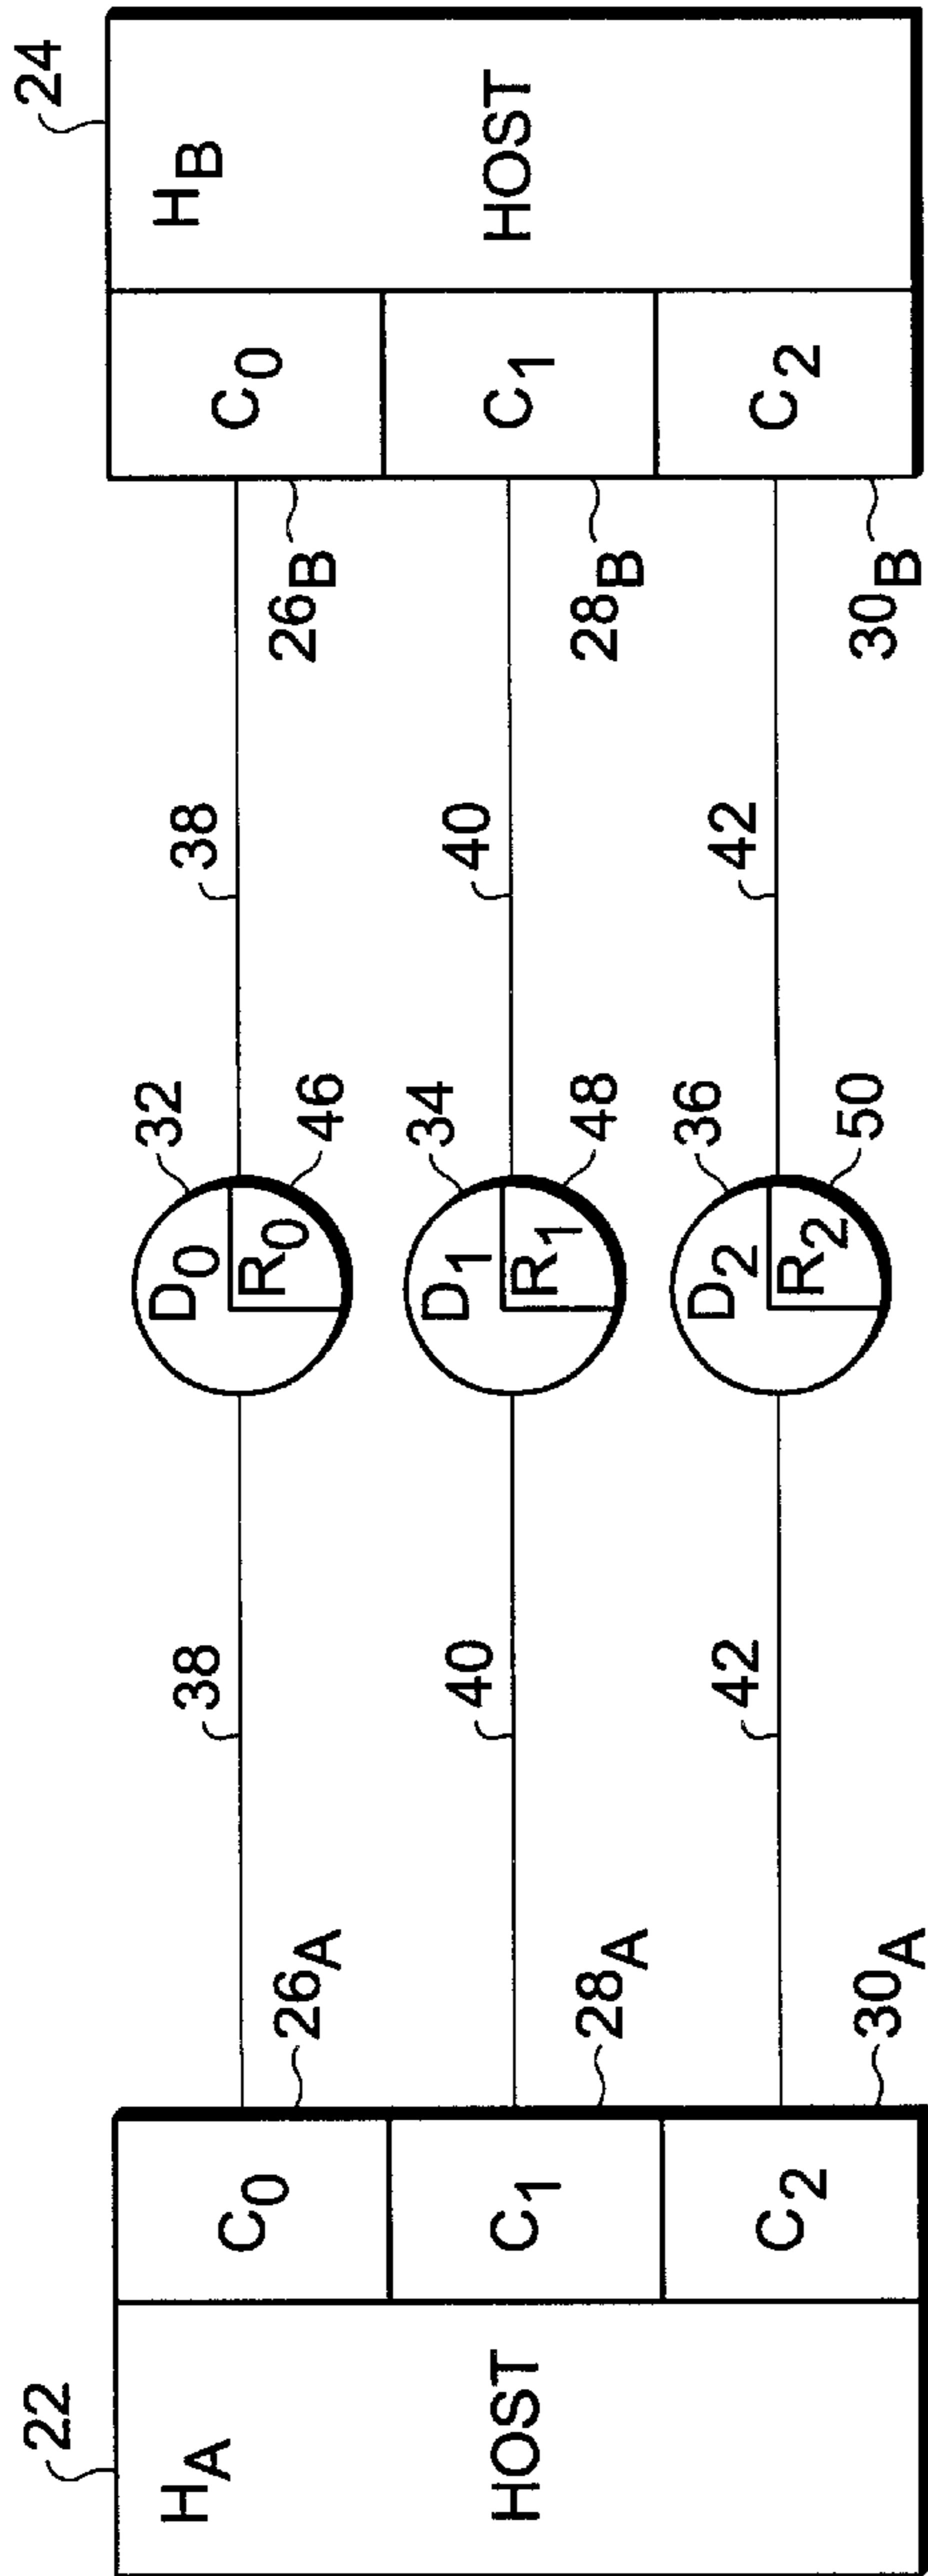 22
H_A
HOST
C_0
C_1
C_2
26_A
28_A
30_A
38
40
42
D_0
R_0
32
46
D_1
R_1
34
48
D_2
R_2
36
50
38
40
42
26_B
28_B
30_B
C_0
C_1
C_2
H_B
HOST
24